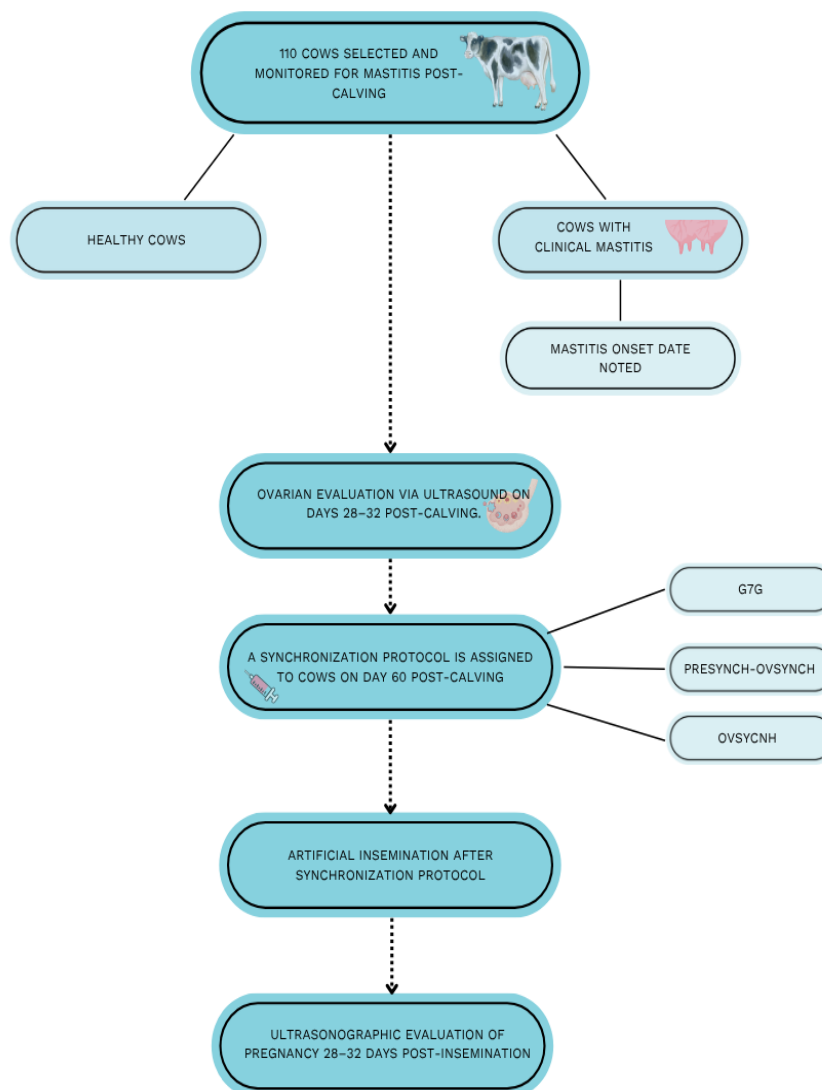 110 COWS SELECTED AND
MONITORED FOR MASTITIS POST-
CALVING
HEALTHY COWS
COWS WITH
CLINICAL MASTITIS
MASTITIS ONSET DATE
NOTED
OVARIAN EVALUATION VIA ULTRASOUND ON
DAYS 28–32 POST-CALVING.
G7G
A SYNCHRONIZATION PROTOCOL IS ASSIGNED
TO COWS ON DAY 60 POST-CALVING
PRESYNCH-OVSYNCH
OVSYCNH
ARTIFICIAL INSEMINATION AFTER
SYNCHRONIZATION PROTOCOL
ULTRASONOGRAPHIC EVALUATION OF
PREGNANCY 28–32 DAYS POST-INSEMINATION